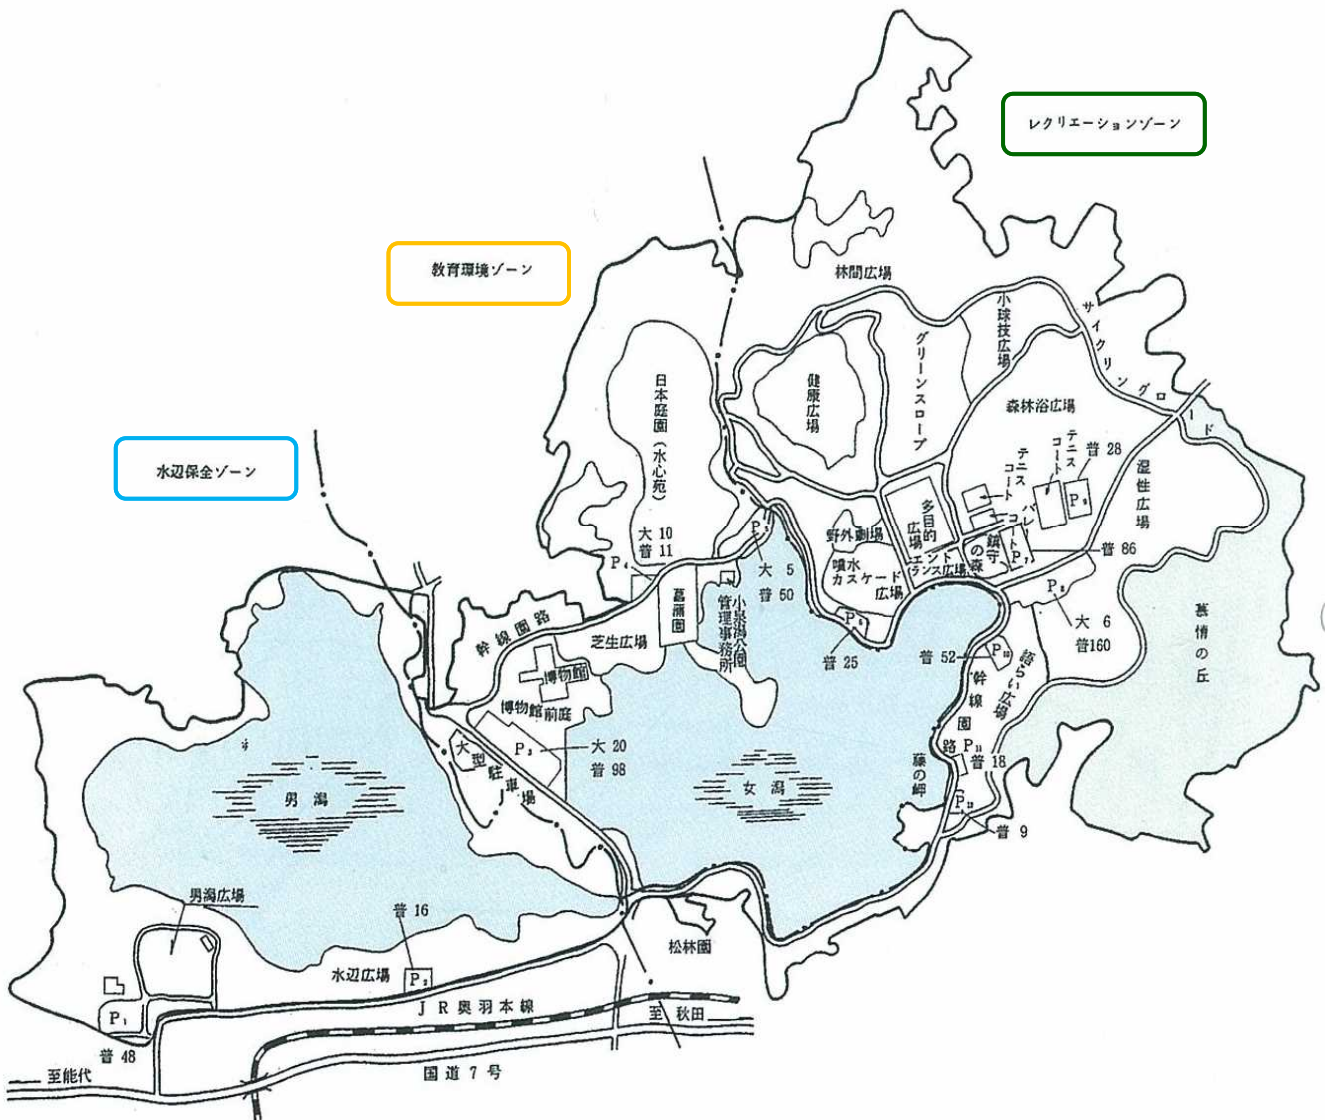 レクリエーションゾーン
教育環境ゾーン
水辺保全ゾーン
林間広場
小球技広場
サイクリングロード
グリーンスロープ
健康広場
日本庭園(水心苑)
森林浴広場
テニスコート
テニスコート
バレーコート
普 28
P₉
湿性広場
多目的広場
野外劇場
噴水
カスケード
広場
エントランス広場
鎮守の森
P₇
普 86
P₈
大 6
普160
慕情の丘
大 10
普 11
P₄
P₅
大 5
普 50
菖蒲園
小泉潟公園
管理事務所
P₆
普 25
普 52
P₁₀
語らい広場
幹線園路
P₁₁
普 18
藤の岬
P₁₂
普 9
幹線園路
芝生広場
博物館
博物館前庭
大型駐車場
P₃
大 20
普 98
男潟
女潟
男潟広場
普 16
水辺広場
P₂
松林園
P₁
普 48
JR奥羽本線
至 秋田
至能代
国道7号